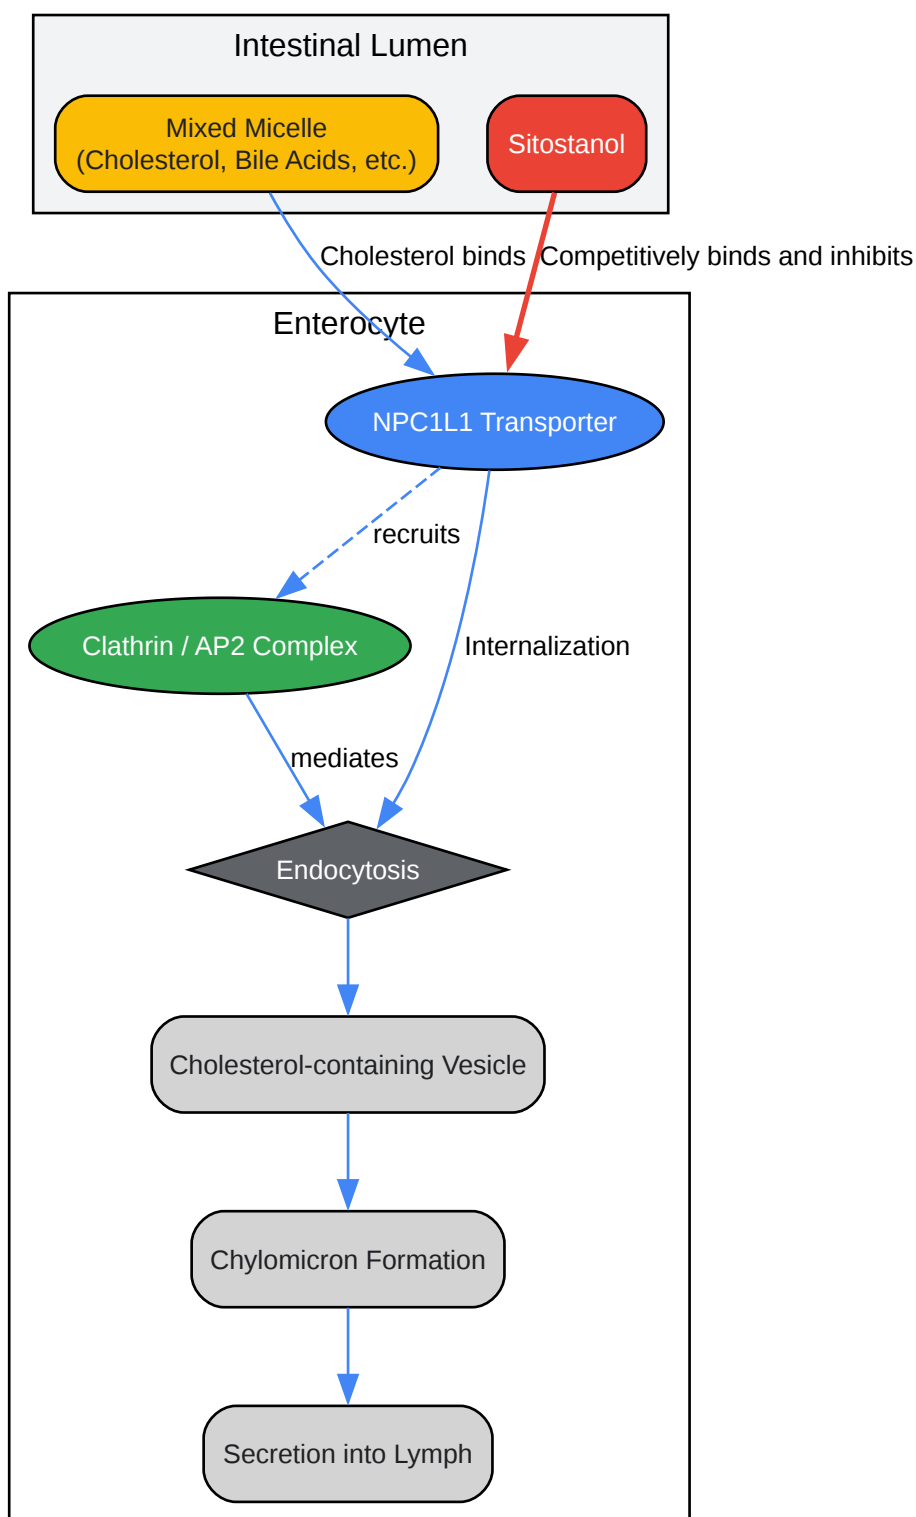 Intestinal Lumen
Mixed Micelle
(Cholesterol, Bile Acids, etc.)
Sitostanol
Cholesterol binds
Competitively binds and inhibits
Enterocyte
NPC1L1 Transporter
recruits
Clathrin / AP2 Complex
Internalization
mediates
Endocytosis
Cholesterol-containing Vesicle
Chylomicron Formation
Secretion into Lymph